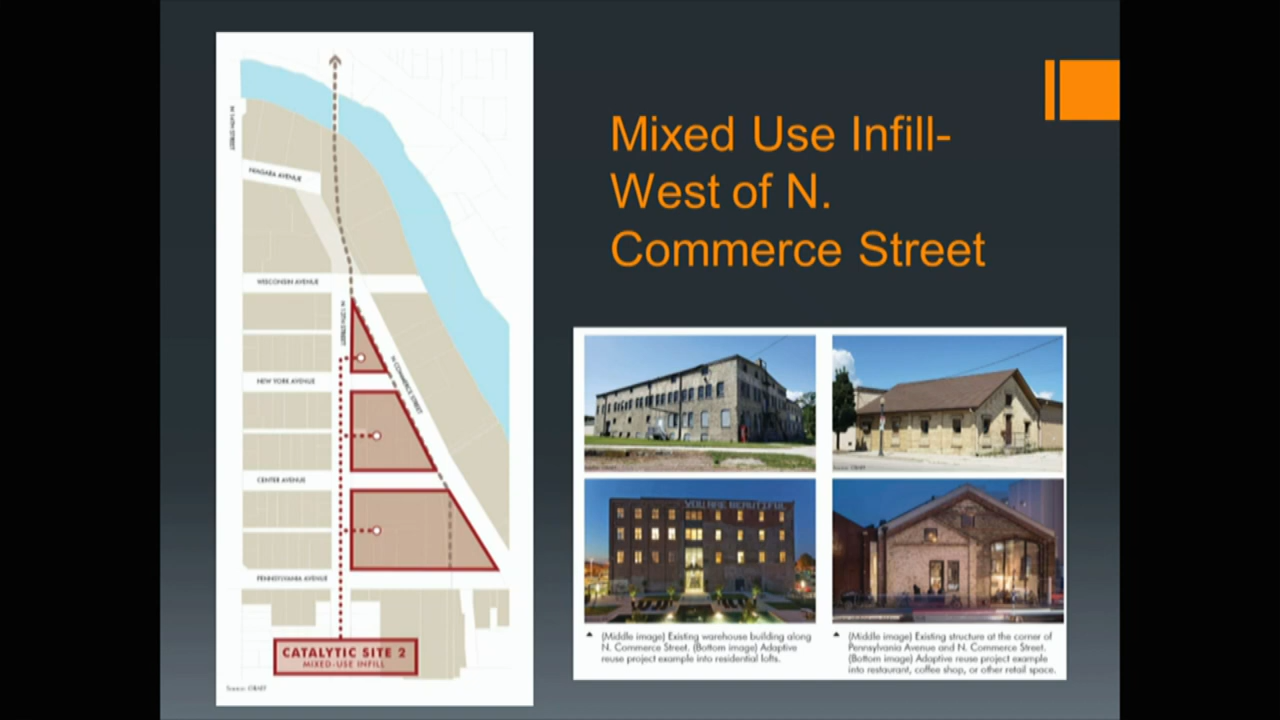 Mixed Use Infill-
West of N.
Commerce Street
NIAGARA AVENUE
WISCONSIN AVENUE
N COMMERCE STREET
NEW YORK AVENUE
CENTER AVENUE
PENNSYLVANIA AVENUE
CATALYTIC SITE 2
MIXED-USE INFILL
YOU ARE BEAUTIFUL
(Middle image) Existing warehouse building along
N. Commerce Street. (Bottom image) Adaptive
reuse project example into residential lofts.
(Middle image) Existing structure at the corner of
Pennsylvania Avenue and N. Commerce Street.
(Bottom image) Adaptive reuse project example
into restaurant, coffee shop, or other retail space.